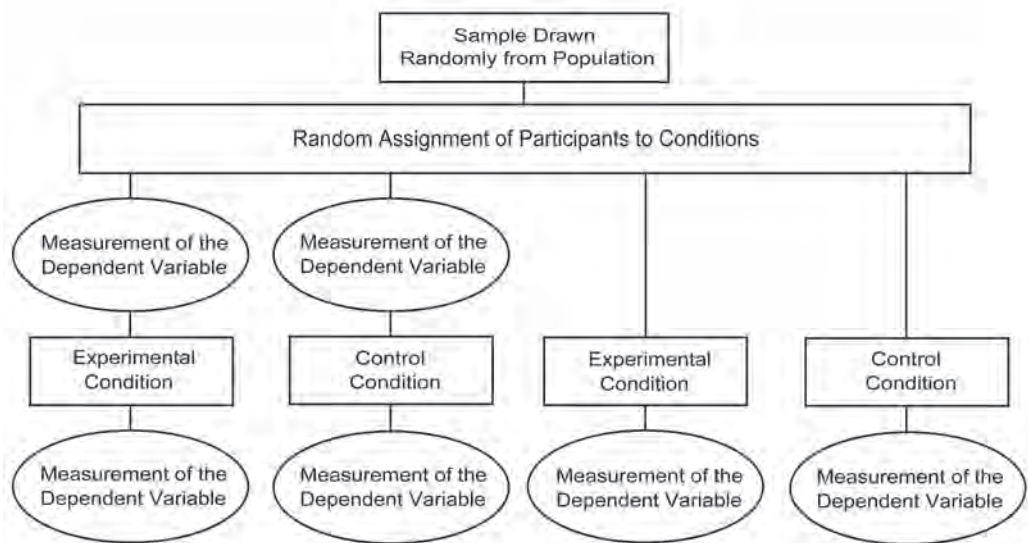 Sample Drawn
Randomly from Population
Random Assignment of Participants to Conditions
Measurement of the
Dependent Variable
Measurement of the
Dependent Variable
Experimental
Condition
Control
Condition
Experimental
Condition
Control
Condition
Measurement of the
Dependent Variable
Measurement of the
Dependent Variable
Measurement of the
Dependent Variable
Measurement of the
Dependent Variable